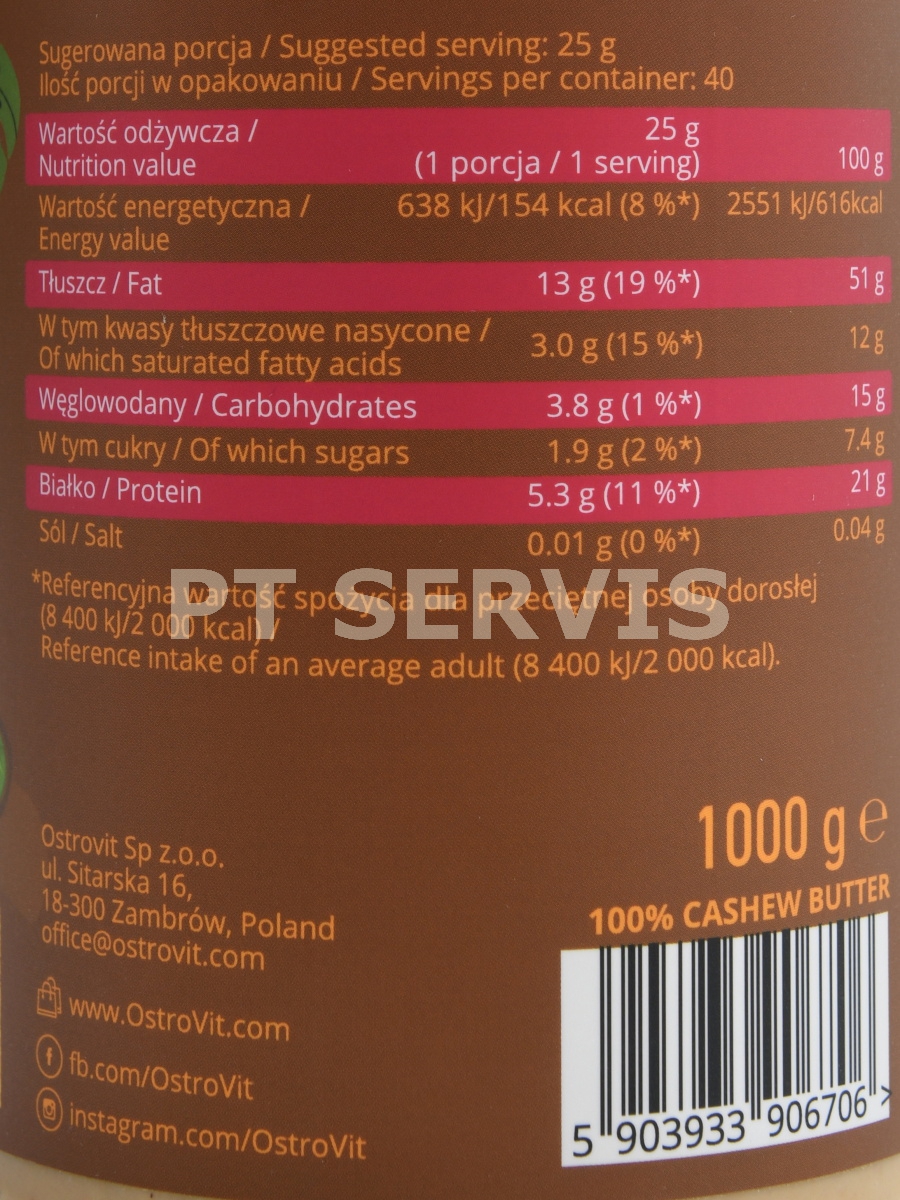 Sugerowana porcja / Suggested serving: 25 g
Ilość porcji w opakowaniu / Servings per container: 40
Wartość odżywcza / 25 g
Nutrition value (1 porcja / 1 serving) 100 g
Wartość energetyczna / 638 kJ/154 kcal (8 %*) 2551 kJ/616kcal
Energy value
Tłuszcz / Fat 13 g (19 %*) 51 g
W tym kwasy tłuszczowe nasycone /
Of which saturated fatty acids 3.0 g (15 %*) 12 g
Węglowodany / Carbohydrates 3.8 g (1 %*) 15 g
W tym cukry / Of which sugars 1.9 g (2 %*) 7.4 g
Białko / Protein 5.3 g (11 %*) 21 g
Sól / Salt 0.01 g (0 %*) 0.04 g
*Referencyjna wartość spożycia dla przeciętnej osoby dorosłej
(8 400 kJ/2 000 kcal) /
Reference intake of an average adult (8 400 kJ/2 000 kcal).
PT SERVIS
Ostrovit Sp z.o.o.
ul. Sitarska 16,
18-300 Zambrów, Poland
office@ostrovit.com
www.OstroVit.com
fb.com/OstroVit
instagram.com/OstroVit
1000 g e
100% CASHEW BUTTER
5 903933 906706 >